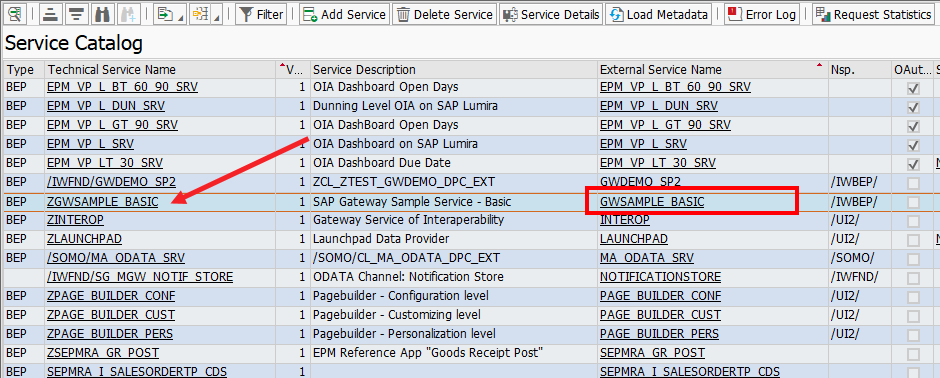 Filter Add Service Delete Service Service Details Load Metadata Error Log Request Statistics
Service Catalog
Type Technical Service Name V... Service Description External Service Name Nsp. OAut...
BEP EPM_VP_L_BT_60_90_SRV 1 OIA Dashboard Open Days EPM_VP_L_BT_60_90_SRV
BEP EPM_VP_L_DUN_SRV 1 Dunning Level OIA on SAP Lumira EPM_VP_L_DUN_SRV
BEP EPM_VP_L_GT_90_SRV 1 OIA DashBoard Open Days EPM_VP_L_GT_90_SRV
BEP EPM_VP_L_SRV 1 OIA Dashboard on SAP Lumira EPM_VP_L_SRV
BEP EPM_VP_LT_30_SRV 1 OIA Dashboard Due Date EPM_VP_LT_30_SRV
BEP /IWFND/GWDEMO_SP2 1 ZCL_ZTEST_GWDEMO_DPC_EXT GWDEMO_SP2 /IWBEP/
BEP ZGWSAMPLE_BASIC 1 SAP Gateway Sample Service - Basic GWSAMPLE_BASIC /IWBEP/
BEP ZINTEROP 1 Gateway Service of Interaperability INTEROP /UI2/
BEP ZLAUNCHPAD 1 Launchpad Data Provider LAUNCHPAD /UI2/
BEP /SOMO/MA_ODATA_SRV 1 /SOMO/CL_MA_ODATA_DPC_EXT MA_ODATA_SRV /SOMO/
/IWFND/SG_MGW_NOTIF_STORE 1 ODATA Channel: Notification Store NOTIFICATIONSTORE /IWFND/
BEP ZPAGE_BUILDER_CONF 1 Pagebuilder - Configuration level PAGE_BUILDER_CONF /UI2/
BEP ZPAGE_BUILDER_CUST 1 Pagebuilder - Customizing level PAGE_BUILDER_CUST /UI2/
BEP ZPAGE_BUILDER_PERS 1 Pagebuilder - Personalization level PAGE_BUILDER_PERS /UI2/
BEP ZSEPMRA_GR_POST 1 EPM Reference App "Goods Receipt Post" SEPMRA_GR_POST
BEP SEPMRA_I_SALESORDERTP_CDS 1 SEPMRA_I_SALESORDERTP_CDS